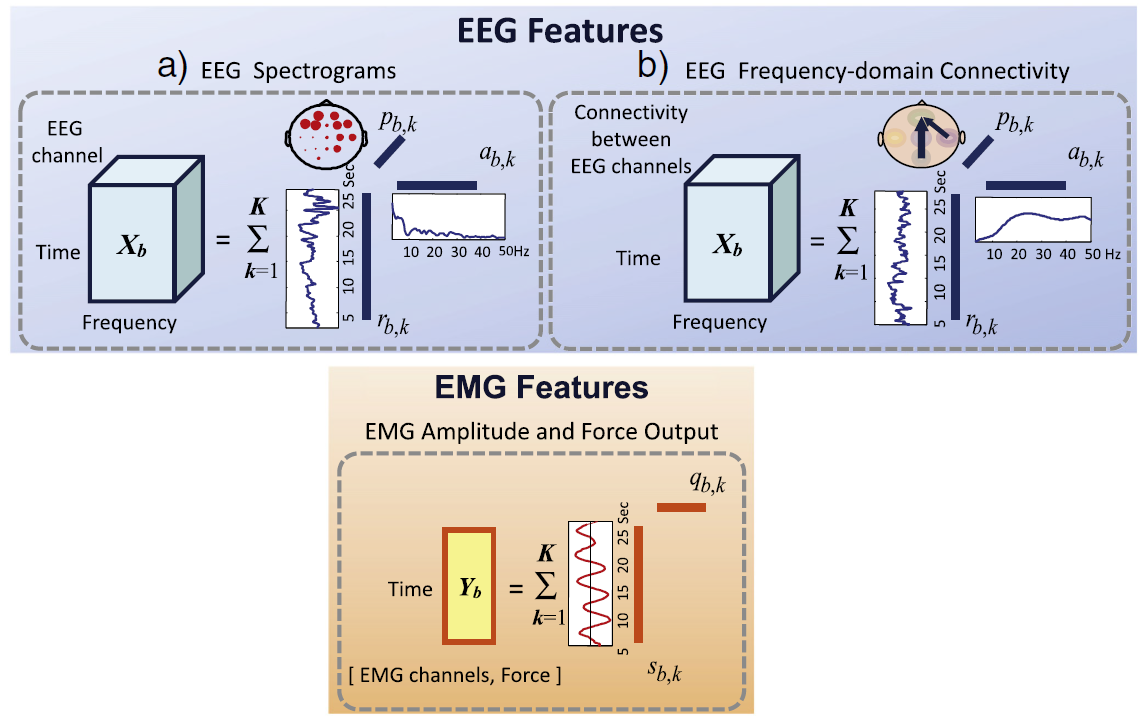 EEG Features
a) EEG Spectrograms
EEG
channel
Time
X_b
Frequency
=
K
∑
k=1
5 10 15 20 25 Sec
p_{b,k}
a_{b,k}
10 20 30 40 50Hz
r_{b,k}
b) EEG Frequency-domain Connectivity
Connectivity
between
EEG channels
Time
X_b
Frequency
=
K
∑
k=1
5 10 15 20 25 Sec
p_{b,k}
a_{b,k}
10 20 30 40 50 Hz
r_{b,k}
EMG Features
EMG Amplitude and Force Output
Time
Y_b
=
K
∑
k=1
5 10 15 20 25 Sec
q_{b,k}
s_{b,k}
[ EMG channels, Force ]